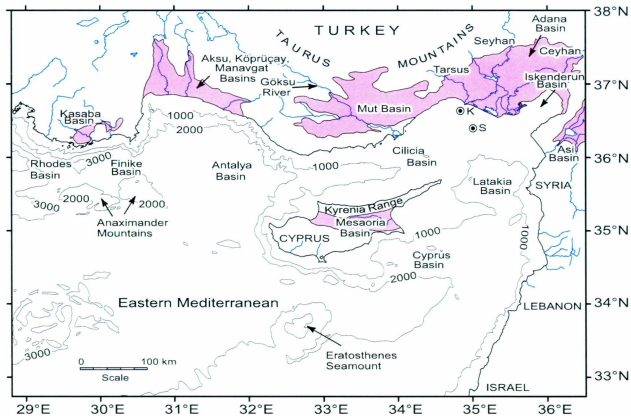 38°N
TURKEY
Adana
Basin
TAURUS
MOUNTAINS
Seyhan
Ceyhan
Aksu, Köprüçay,
Manavgat
Basins
Göksu
River
Tarsus
Iskenderun
Basin
37°N
Kasaba
Basin
1000
2000
Mut Basin
K
S
3000
Rhodes
Basin
Finike
Basin
Antalya
Basin
1000
Cilicia
Basin
Asi
Basin
36°N
2000
2000
3000
Anaximander
Mountains
Latakia
Basin
SYRIA
Kyrenia Range
Mesaoria
Basin
CYPRUS
1000
1000
35°N
Cyprus
Basin
2000
Eastern Mediterranean
LEBANON
34°N
3000
0 100 km
Scale
Eratosthenes
Seamount
33°N
ISRAEL
29°E 30°E 31°E 32°E 33°E 34°E 35°E 36°E